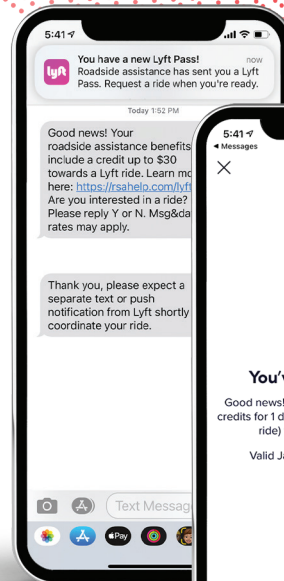 5:41
You have a new Lyft Pass! now
lyft
Roadside assistance has sent you a Lyft
Pass. Request a ride when you're ready.
Today 1:52 PM
Good news! Your
roadside assistance benefits
include a credit up to $30
towards a Lyft ride. Learn mo
here: https://rsahelp.com/lyft
Are you interested in a ride?
Please reply Y or N. Msg&da
rates may apply.
Thank you, please expect a
separate text or push
notification from Lyft shortly
coordinate your ride.
Text Messag
Pay
5:41
Messages
You'v
Good news!
credits for 1 d
ride)
Valid Ja